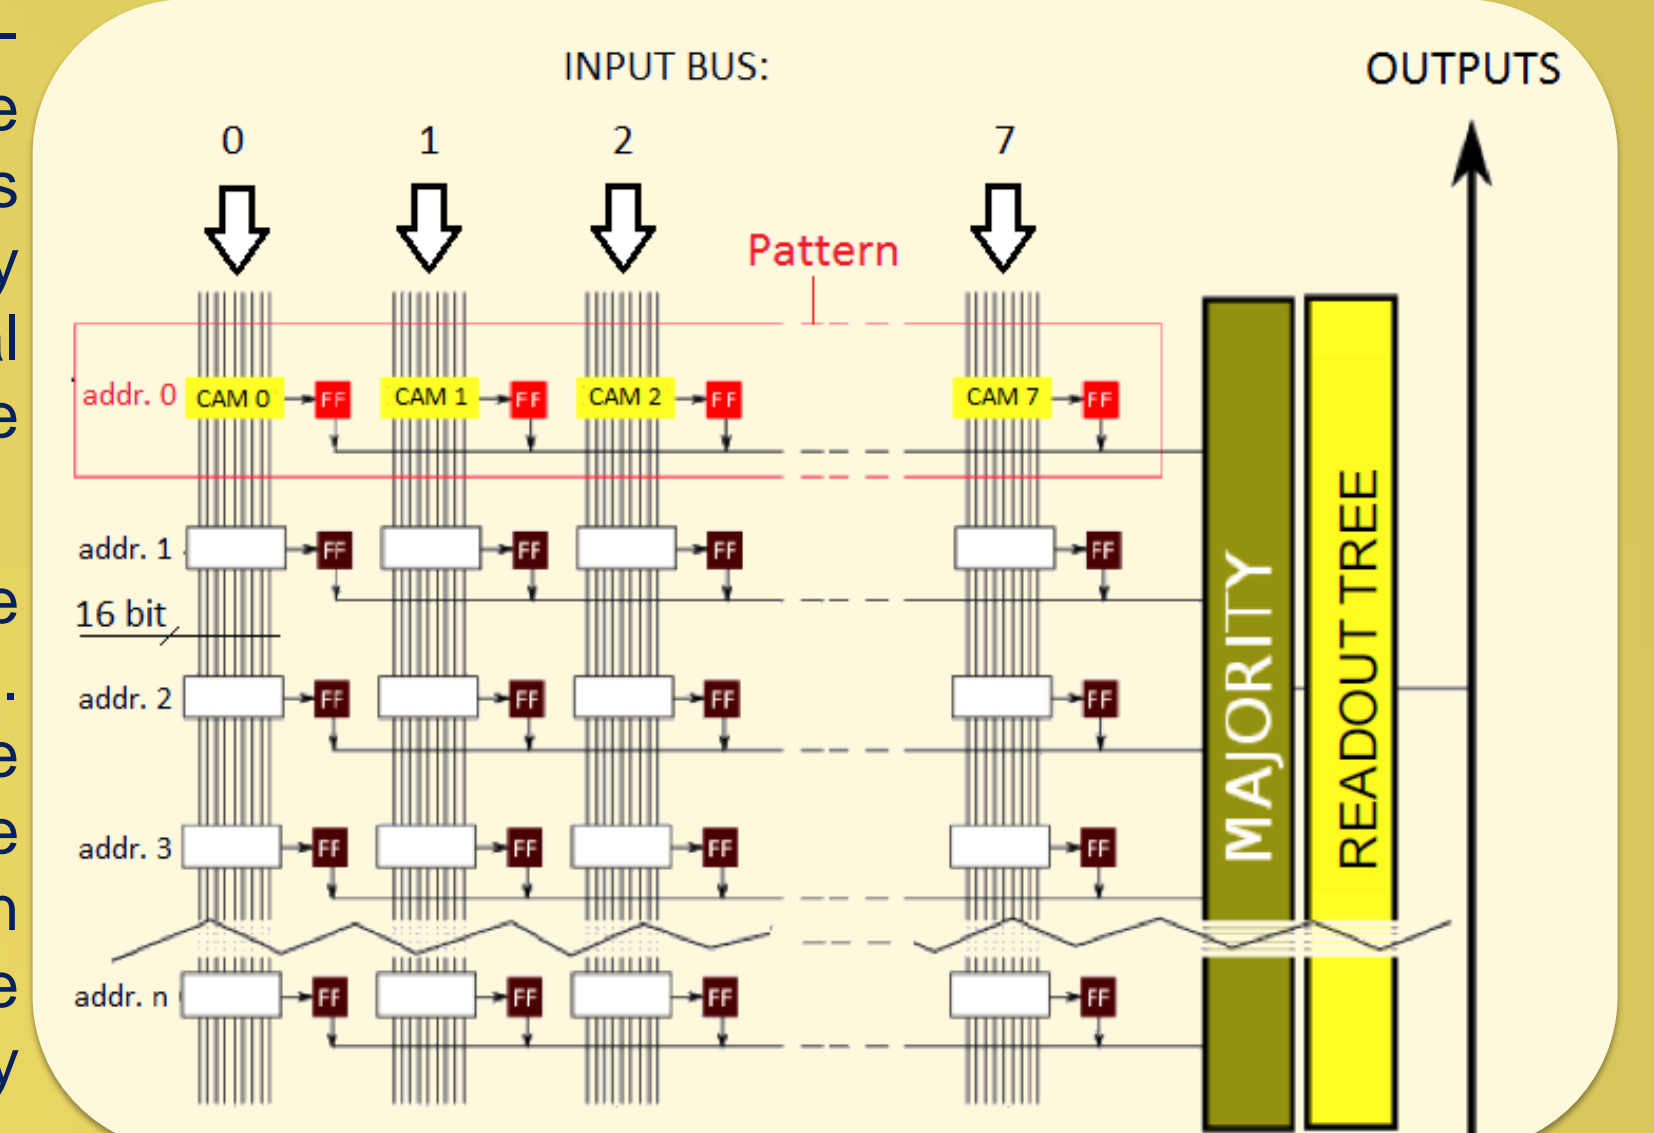 INPUT BUS:
OUTPUTS
0 1 2 7
Pattern
addr. 0 CAM 0 FF CAM 1 FF CAM 2 FF CAM 7 FF
addr. 1 FF FF FF FF
16 bit
addr. 2 FF FF FF FF
addr. 3 FF FF FF FF
addr. n FF FF FF FF
MAJORITY
READOUT TREE